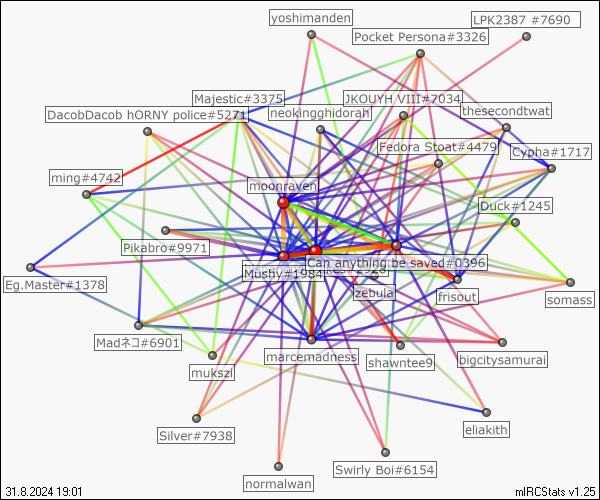 yoshimanden
LPK2387 #7690
Pocket Persona#3326
Majestic#3375
JKOUYH VIII#7034
DacobDacob hORNY police#5271
neokingghidorah
thesecondtwat
Fedora Stoat#4479
Cypha#1717
ming#4742
moonraven
Duck#1245
Pikabro#9971
Can anything be saved#0396
Mushy#1984
Eg.Master#1378
zebula
frisout
somass
Madネコ#6901
marcemadness
shawntee9
bigcitysamurai
mukszi
eliakith
Silver#7938
Swirly Boi#6154
normalwan
31.8.2024 19:01
mIRCStats v1.25